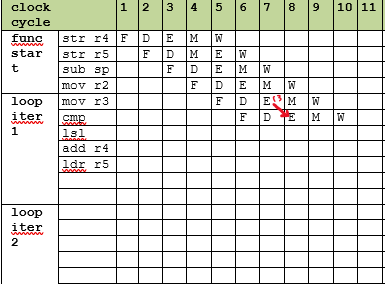 clock cycle 1 2 3 4 5 6 7 8 9 10 11
func start str r4 F D E M W
str r5 F D M E W
sub sp F D E M W
mov r2 F D E M W
loop iter 1 mov r3 F D E M W
cmp F D E M W
lsl
add r4
ldr r5
loop iter 2